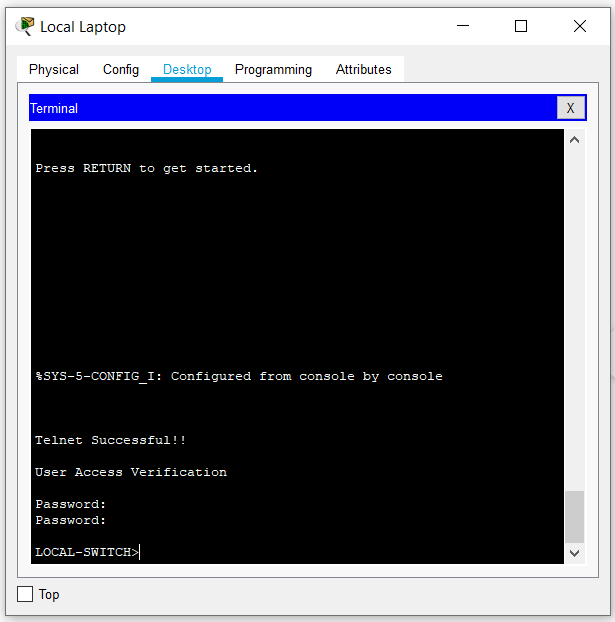 Local Laptop
Physical Config Desktop Programming Attributes
Terminal X
Press RETURN to get started.
%SYS-5-CONFIG_I: Configured from console by console
Telnet Successful!!
User Access Verification
Password:
Password:
LOCAL-SWITCH>
Top